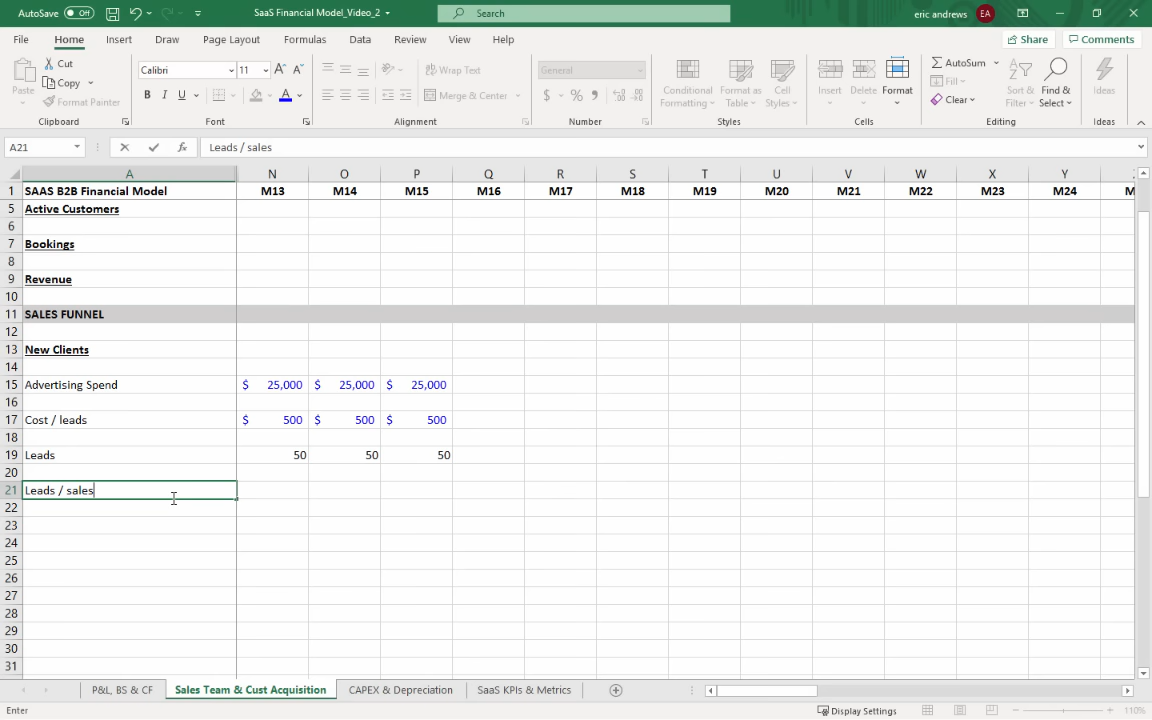 AutoSave Off SaaS Financial Model_Video_2 Search eric andrews EA
File Home Insert Draw Page Layout Formulas Data Review View Help Share Comments
Paste Cut Copy Format Painter Clipboard
Calibri 11 B I U A Font
Wrap Text Merge & Center Alignment
General $ % Number
Conditional Formatting Format as Table Cell Styles Styles
Insert Delete Format Cells
AutoSum Fill Clear Sort & Filter Find & Select Editing
Ideas Ideas
A21 fx Leads / sales
A N O P Q R S T U V W X Y
1 SAAS B2B Financial Model M13 M14 M15 M16 M17 M18 M19 M20 M21 M22 M23 M24 M
5 Active Customers
6
7 Bookings
8
9 Revenue
10
11 SALES FUNNEL
12
13 New Clients
14
15 Advertising Spend $ 25,000 $ 25,000 $ 25,000
16
17 Cost / leads $ 500 $ 500 $ 500
18
19 Leads 50 50 50
20
21 Leads / sales
22
23
24
25
26
27
28
29
30
31
P&L, BS & CF Sales Team & Cust Acquisition CAPEX & Depreciation SaaS KPIs & Metrics
Enter Display Settings 110%